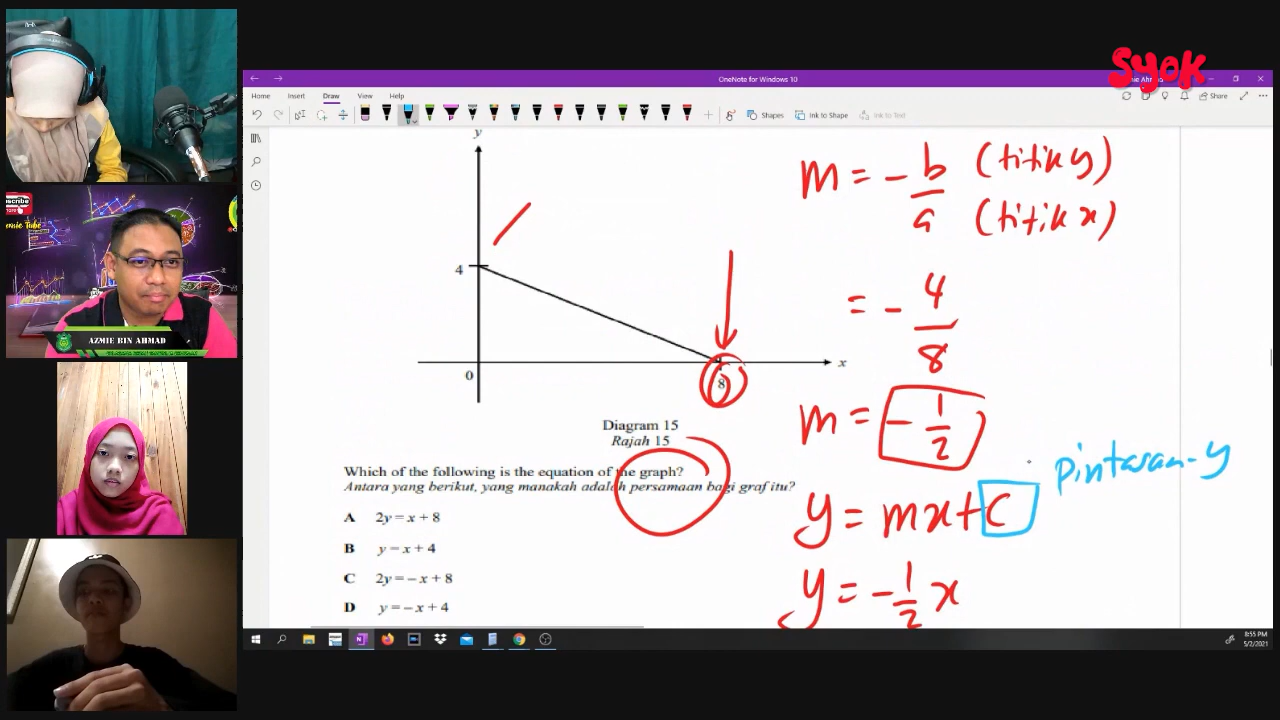 SYOK
OneNote for Windows 10
Home Insert Draw View Help
Share
Shapes Ink to Shape Ink to Text
y
4
0
8
x
Diagram 15
Rajah 15
Which of the following is the equation of the graph?
Antara yang berikut, yang manakah adalah persamaan bagi graf itu?
A 2y = x + 8
B y = x + 4
C 2y = − x + 8
D y = − x + 4
m = - b/a (titik y) (titik x)
= - 4/8
m = - 1/2
y = mx + c
pintasan-y
y = - 1/2 x
AZMIE BIN AHMAD
8:55 PM
5/2/2021